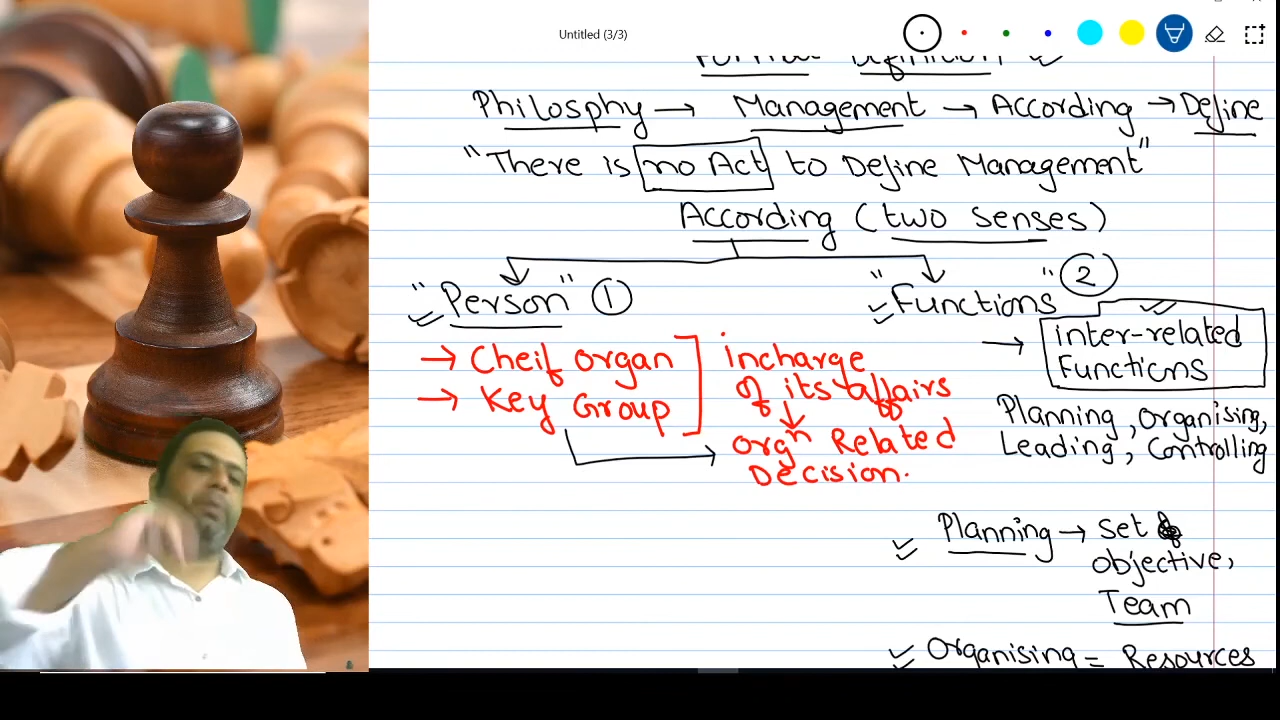 Untitled (3/3)
Formal Definition
Philosphy → Management → According → Define
"There is no Act to Define Management"
According (two senses)
"Person" ①
"Functions" ②
→ Cheif organ
→ Key Group
incharge
of its affairs
orgⁿ Related
Decision.
→ inter-related
Functions
Planning, Organising,
Leading, Controlling
Planning → Set
objective,
Team
Organising = Resources